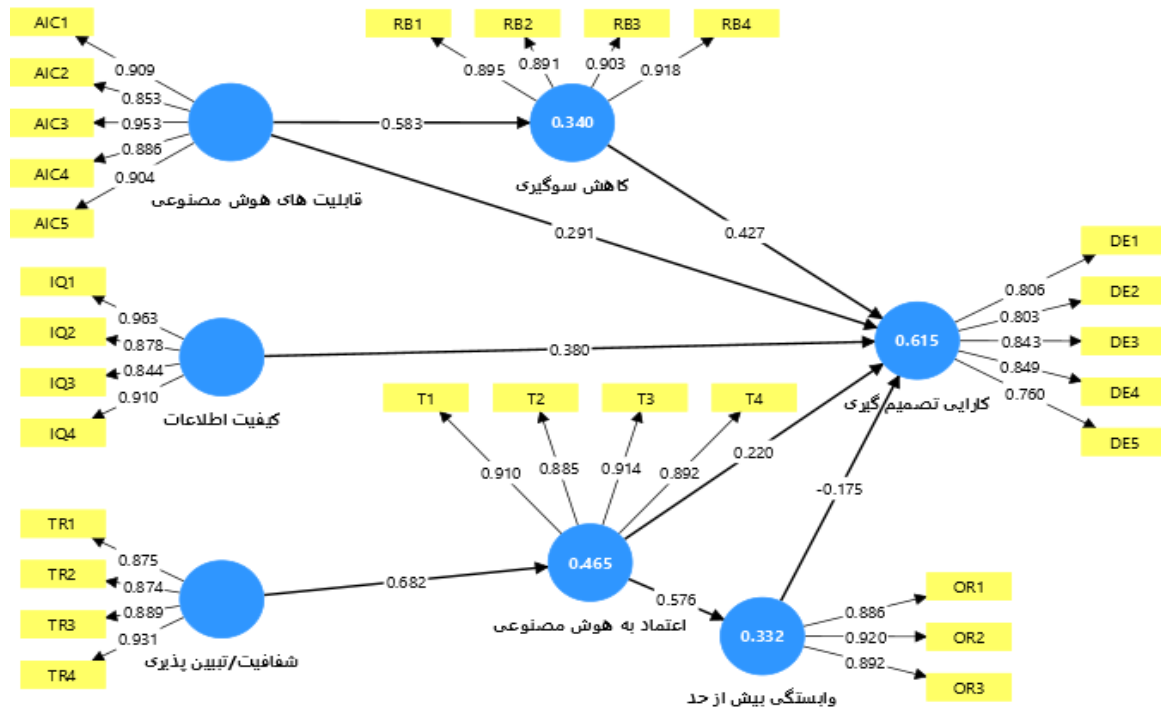 AIC1
AIC2
AIC3
AIC4
AIC5
0.909
0.853
0.953
0.886
0.904
قابلیت های هوش مصنوعی
RB1
RB2
RB3
RB4
0.895
0.891
0.903
0.918
0.583
0.340
کاهش سوگیری
0.291
0.427
IQ1
IQ2
IQ3
IQ4
0.963
0.878
0.844
0.910
کیفیت اطلاعات
0.380
0.615
کارایی تصمیم گیری
DE1
DE2
DE3
DE4
DE5
0.806
0.803
0.843
0.849
0.760
T1
T2
T3
T4
0.910
0.885
0.914
0.892
0.220
-0.175
TR1
TR2
TR3
TR4
0.875
0.874
0.889
0.931
شفافیت/تبیین پذیری
0.682
0.465
اعتماد به هوش مصنوعی
0.576
0.332
وابستگی بیش از حد
OR1
OR2
OR3
0.886
0.920
0.892